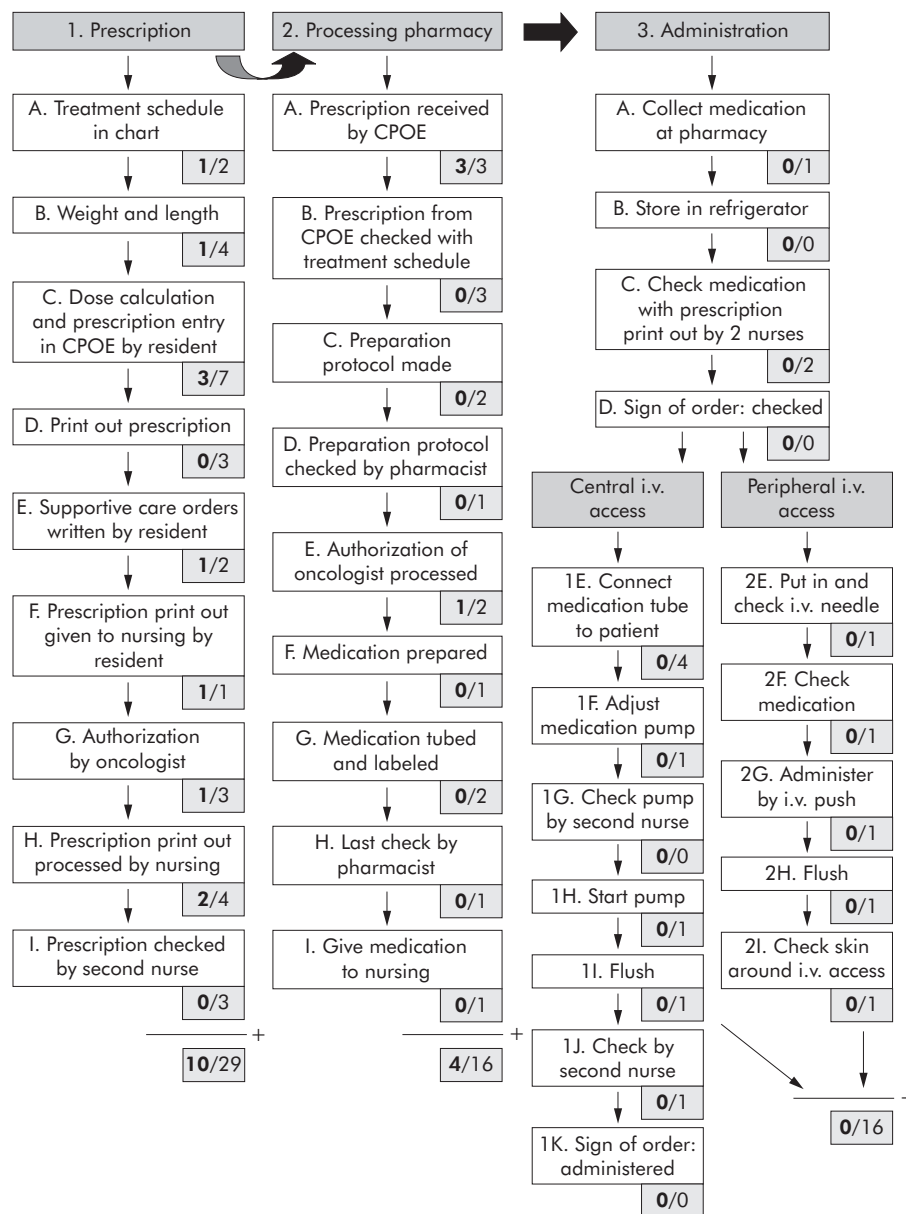 1. Prescription
A. Treatment schedule
in chart
1/2
B. Weight and length
1/4
C. Dose calculation
and prescription entry
in CPOE by resident
3/7
D. Print out prescription
0/3
E. Supportive care orders
written by resident
1/2
F. Prescription print out
given to nursing by
resident
1/1
G. Authorization
by oncologist
1/3
H. Prescription print out
processed by nursing
2/4
I. Prescription checked
by second nurse
0/3
+
10/29
2. Processing pharmacy
A. Prescription received
by CPOE
3/3
B. Prescription from
CPOE checked with
treatment schedule
0/3
C. Preparation
protocol made
0/2
D. Preparation protocol
checked by pharmacist
0/1
E. Authorization of
oncologist processed
1/2
F. Medication prepared
0/1
G. Medication tubed
and labeled
0/2
H. Last check by
pharmacist
0/1
I. Give medication
to nursing
0/1
+
4/16
3. Administration
A. Collect medication
at pharmacy
0/1
B. Store in refrigerator
0/0
C. Check medication
with prescription
print out by 2 nurses
0/2
D. Sign of order: checked
0/0
Central i.v.
access
1E. Connect
medication tube
to patient
0/4
1F. Adjust
medication pump
0/1
1G. Check pump
by second nurse
0/0
1H. Start pump
0/1
1I. Flush
0/1
1J. Check by
second nurse
0/1
1K. Sign of order:
administered
0/0
Peripheral i.v.
access
2E. Put in and
check i.v. needle
0/1
2F. Check
medication
0/1
2G. Administer
by i.v. push
0/1
2H. Flush
0/1
2I. Check skin
around i.v. access
0/1
0/16